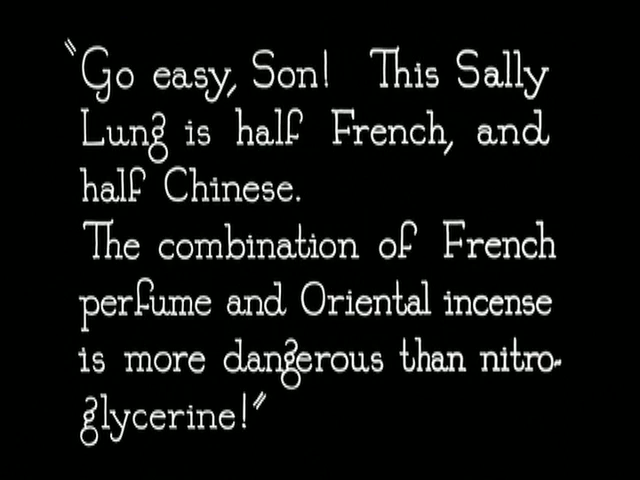 "Go easy, Son! This Sally
Lung is half French, and
half Chinese.
The combination of French
perfume and Oriental incense
is more dangerous than nitro-
glycerine!"